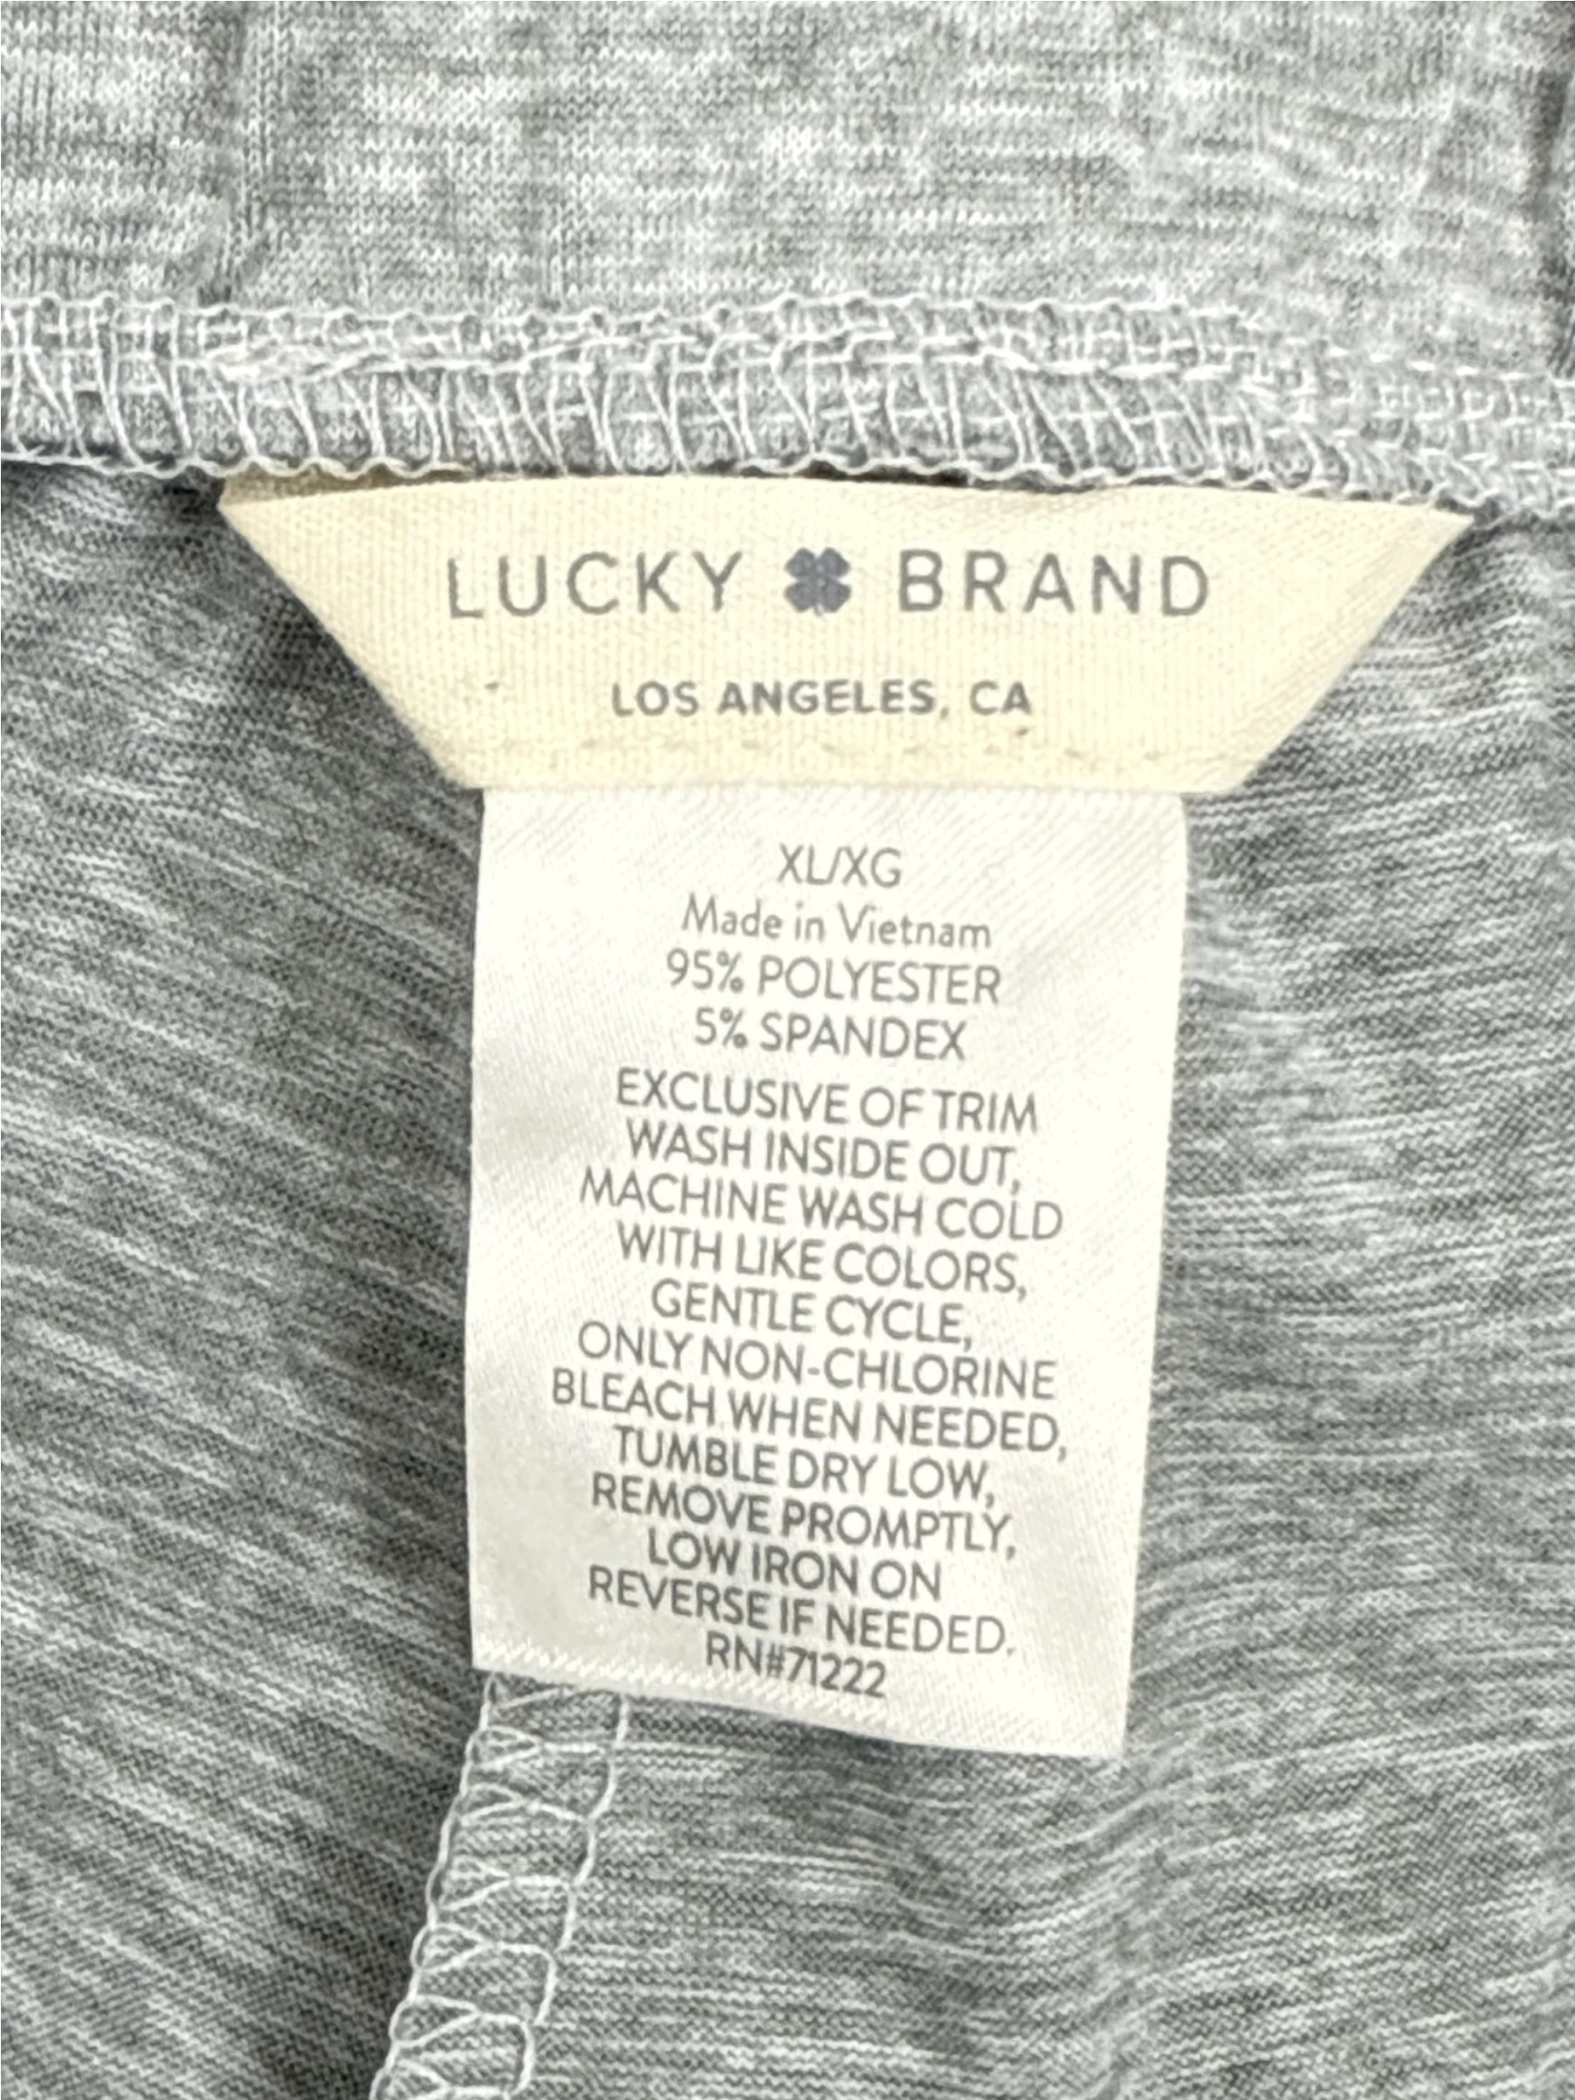 LUCKY BRAND
LOS ANGELES, CA
XL/XG
Made in Vietnam
95% POLYESTER
5% SPANDEX
EXCLUSIVE OF TRIM
WASH INSIDE OUT,
MACHINE WASH COLD
WITH LIKE COLORS,
GENTLE CYCLE,
ONLY NON-CHLORINE
BLEACH WHEN NEEDED,
TUMBLE DRY LOW,
REMOVE PROMPTLY,
LOW IRON ON
REVERSE IF NEEDED.
RN#71222